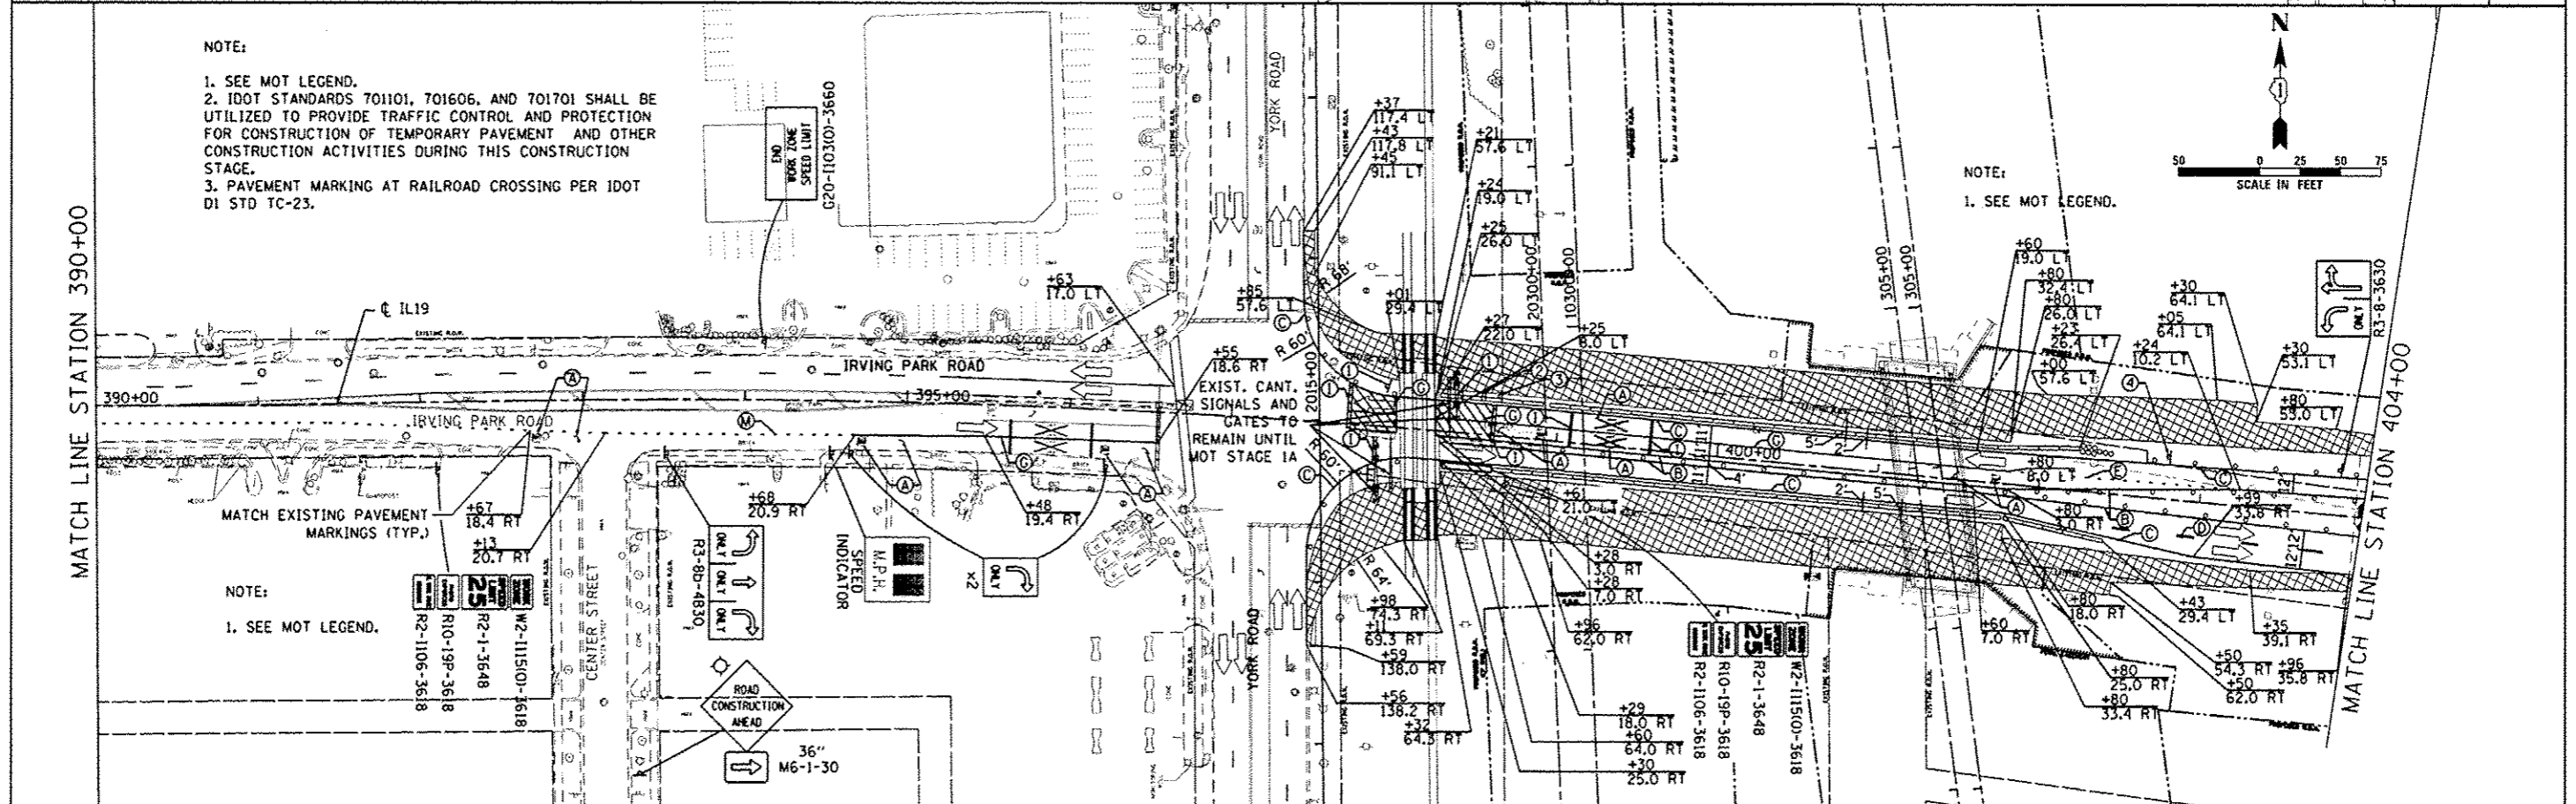 NOTE:
1. SEE MOT LEGEND.
2. IDOT STANDARDS 701101, 701606, AND 701701 SHALL BE
UTILIZED TO PROVIDE TRAFFIC CONTROL AND PROTECTION
FOR CONSTRUCTION OF TEMPORARY PAVEMENT AND OTHER
CONSTRUCTION ACTIVITIES DURING THIS CONSTRUCTION
STAGE.
3. PAVEMENT MARKING AT RAILROAD CROSSING PER IDOT
D1 STD TC-23.
MATCH LINE STATION 390+00
END
WORK ZONE
SPEED LIMIT
G20-I103(O)-3660
YORK ROAD
+37
117.4 LT
+43
117.8 LT
+45
91.1 LT
+21
57.6 LT
+24
19.0 LT
+25
26.0 LT
N
50 0 25 50 75
SCALE IN FEET
NOTE:
1. SEE MOT LEGEND.
℄ IL19
+63
17.0 LT
+85
57.6 LT
R 68'
+01
29.4 LT
+27
22.0 LT
20300+00
10300+00
+25
8.0 LT
305+00
305+00
+60
19.0 LT
+80
32.4 LT
+80
26.0 LT
+23
26.4 LT
+00
57.6 LT
+24
10.2 LT
+30
64.1 LT
+05
64.1 LT
+30
53.1 LT
+80
53.0 LT
ONLY
R3-8-3630
MATCH LINE STATION 404+00
IRVING PARK ROAD
390+00
395+00
IRVING PARK ROAD
+55
18.6 RT
EXIST. CANT.
SIGNALS AND
GATES TO
REMAIN UNTIL
MOT STAGE 1A
2015+00
R 60'
R 60'
400+00
+67
18.4 RT
MATCH EXISTING PAVEMENT
MARKINGS (TYP.)
+13
20.7 RT
+68
20.9 RT
+48
19.4 RT
+61
21.0
+80
8.0 LT
+80
3.0 RT
+99
33.8 RT
12'
12'12'
NOTE:
1. SEE MOT LEGEND.
R2-I106-3618
R10-I9P-3618
25
R2-1-3648
W2-I115(O)-3618
CENTER STREET
ONLY
ONLY
ONLY
R3-8b-4830
M.P.H.
SPEED
INDICATOR
ONLY
x2
ROAD
CONSTRUCTION
AHEAD
36"
M6-1-30
YORK ROAD
R 64'
+98
74.3 RT
+11
69.3 RT
+59
138.0 RT
+56
138.2 RT
+32
64.3 RT
+28
3.0 RT
+28
7.0 RT
+96
62.0 RT
+29
18.0 RT
+60
64.0 RT
+30
25.0 RT
R2-I106-3618
R10-I9P-3618
25
R2-1-3648
W2-I115(O)-3618
+60
7.0 RT
+80
18.0 RT
+43
29.4 LT
+35
39.1 RT
+50
54.3 RT
+96
35.8 RT
+80
25.0 RT
+50
62.0 RT
+80
33.4 RT